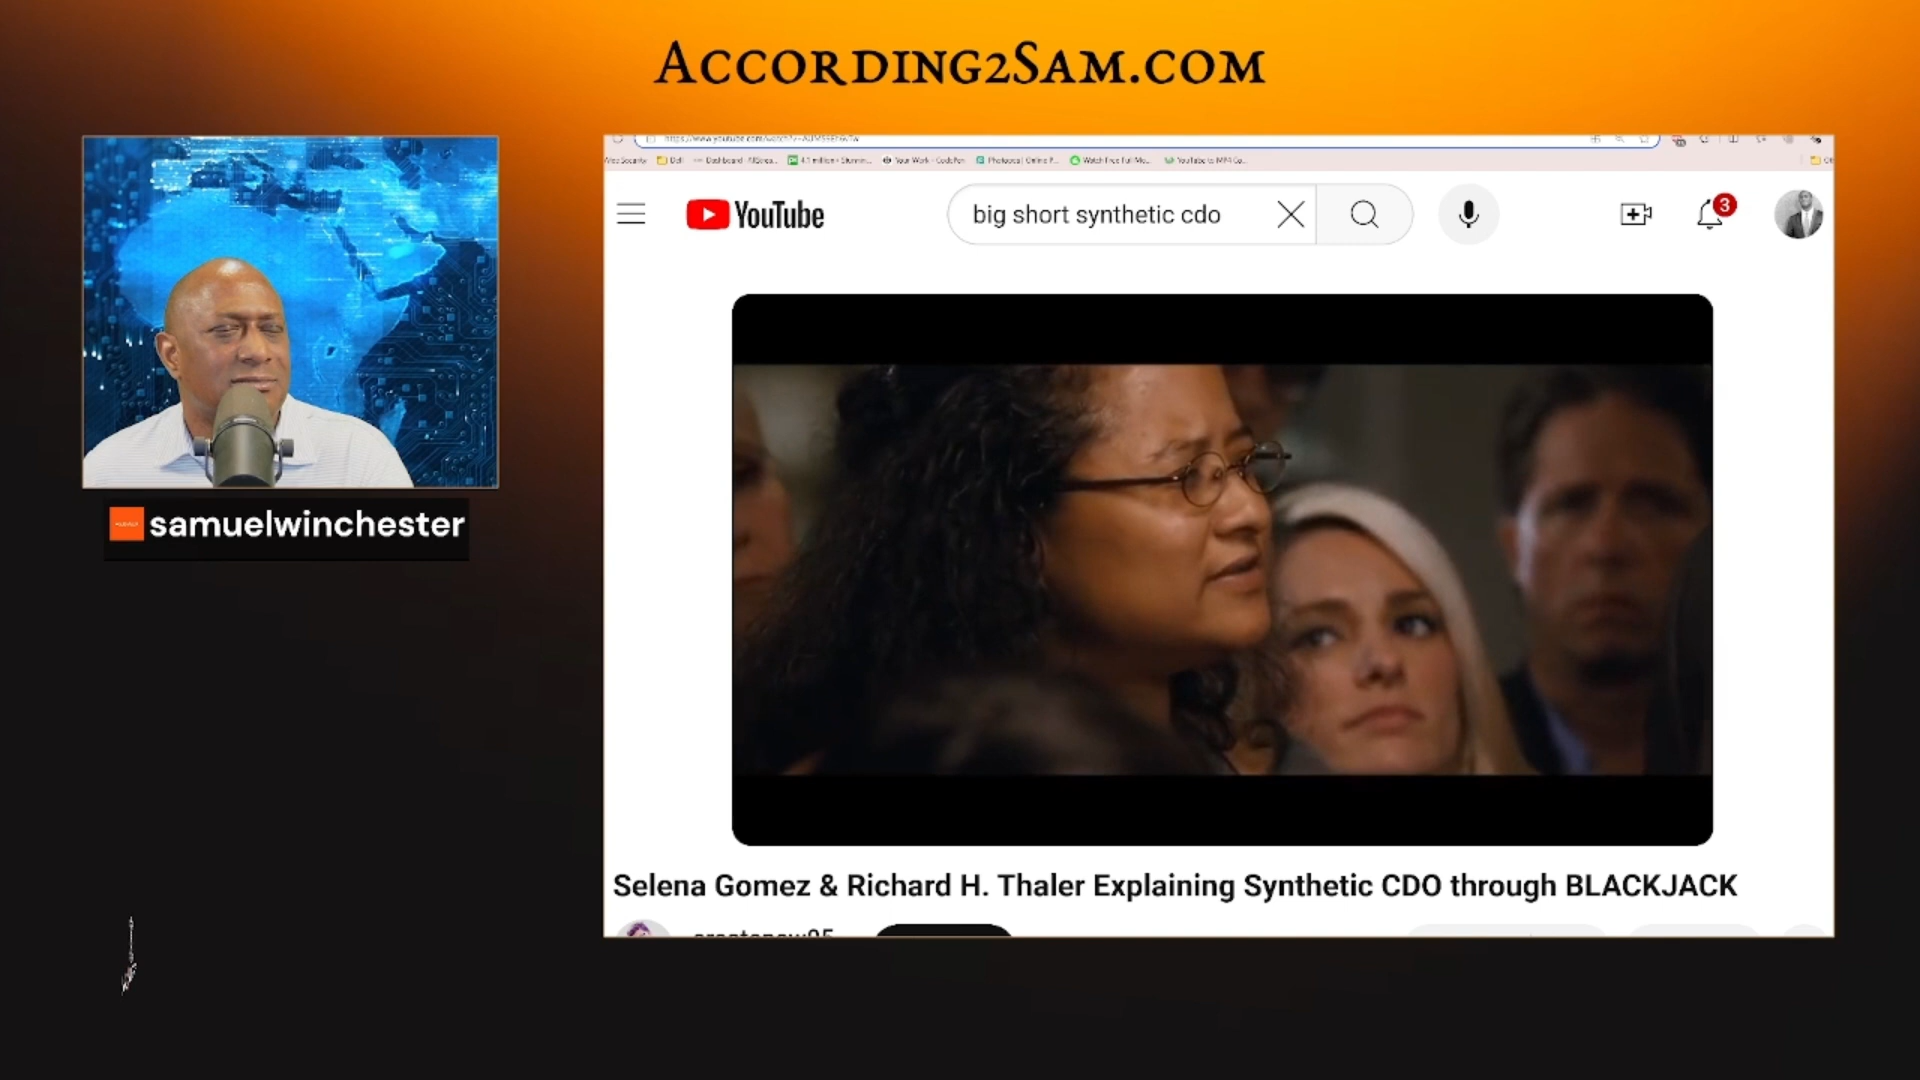 According2Sam.com
big short synthetic cdo
YouTube
3
samuelwinchester
Selena Gomez & Richard H. Thaler Explaining Synthetic CDO through BLACKJACK